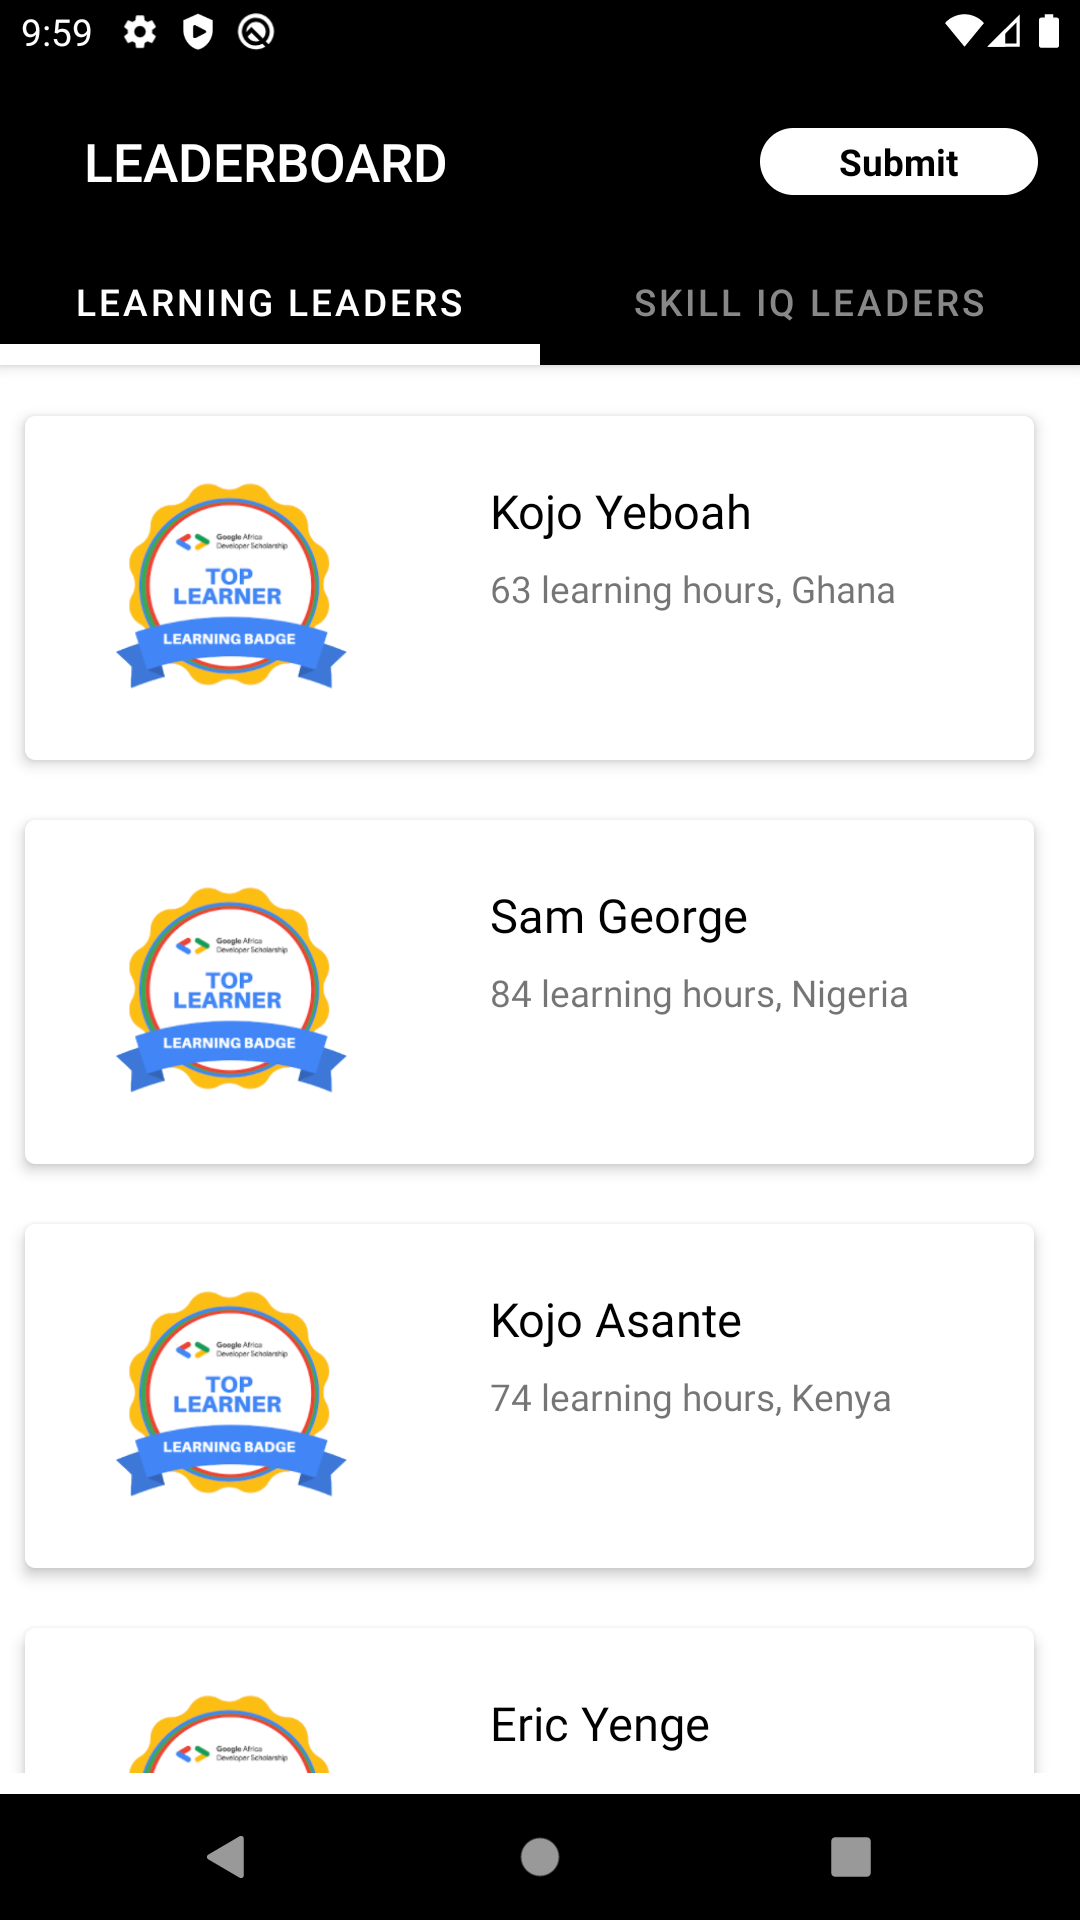 9:59
LEADERBOARD
Submit
LEARNING LEADERS
SKILL IQ LEADERS
Google Africa
Developer Scholarship
TOP
LEARNER
LEARNING BADGE
Kojo Yeboah
63 learning hours, Ghana
Google Africa
Developer Scholarship
TOP
LEARNER
LEARNING BADGE
Sam George
84 learning hours, Nigeria
Google Africa
Developer Scholarship
TOP
LEARNER
LEARNING BADGE
Kojo Asante
74 learning hours, Kenya
Google Africa
Developer Scholarship
Eric Yenge